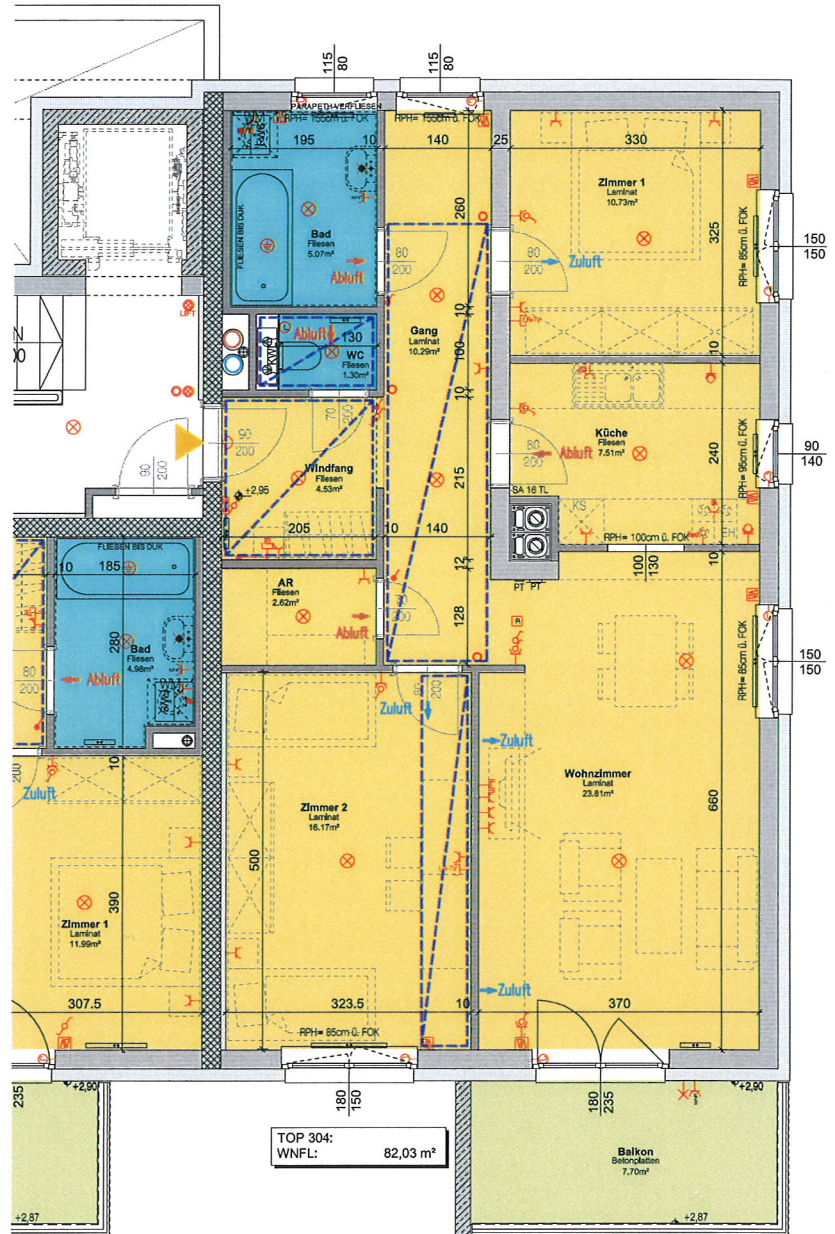 115
80
115
80
PARAPETH-VERFLIESEN
RPH= 155cm ü. FOK
195
10
140
25
330
FLIESEN BIS DUK
Bad
Fliesen
5.07m²
Abluft
260
80
200
80
200
Zuluft
Zimmer 1
Laminat
10.73m²
325
RPH= 85cm ü. FOK
150
150
LIFT
Abluft
130
WC
Fliesen
1.30m²
Gang
Laminat
10.29m²
10
100
10
10
90
200
90
200
70
200
Windfang
Fliesen
4.53m²
+2,95
205
10
140
215
80
200
Abluft
Küche
Fliesen
7.51m²
240
RPH= 95cm ü. FOK
90
140
SA 16 TL
KS
EH
RPH= 100cm ü. FOK
100
130
10
PT
PT
FLIESEN BIS DUK
10
185
280
Bad
Fliesen
4.98m²
Abluft
80
200
AR
Fliesen
2.62m²
Abluft
70
200
12
128
RPH= 85cm ü. FOK
150
150
80
200
Zuluft
Zuluft
Wohnzimmer
Laminat
23.81m²
660
Zimmer 2
Laminat
16.17m²
500
200
Zuluft
10
390
Zimmer 1
Laminat
11.99m²
307.5
323.5
10
Zuluft
370
RPH= 85cm ü. FOK
235
+2,90
180
150
180
235
+2,90
TOP 304:
WNFL: 82,03 m²
Balkon
Betonplatten
7.70m²
+2,87
+2,87